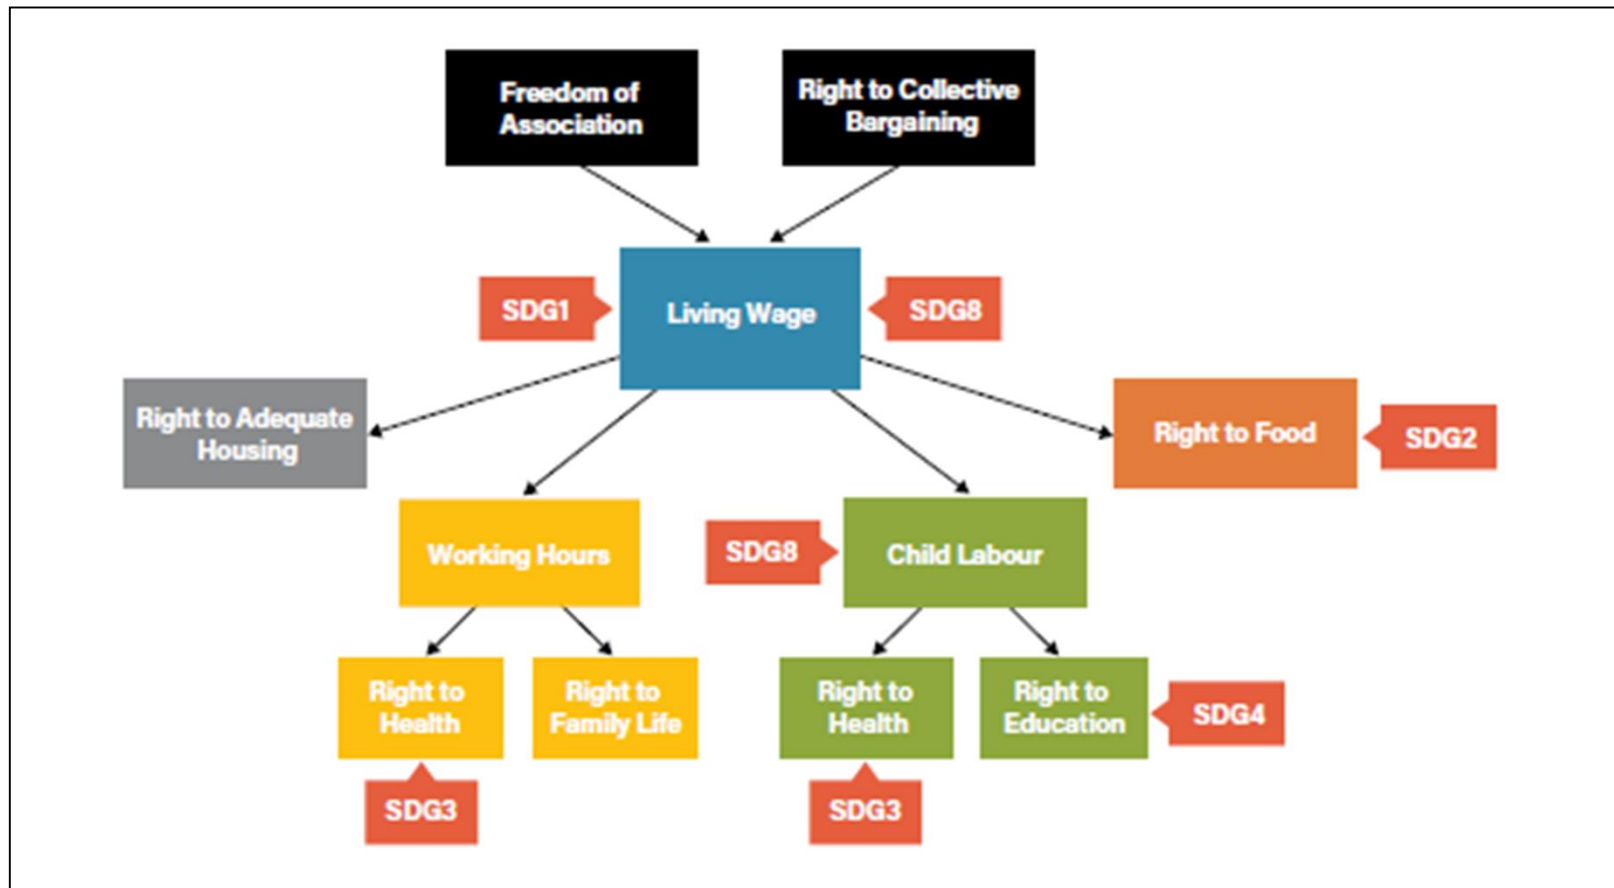 Freedom of
Association
Right to Collective
Bargaining
SDG1
Living Wage
SDG8
Right to Adequate
Housing
Right to Food
SDG2
Working Hours
SDG8
Child Labour
Right to
Health
Right to
Family Life
Right to
Health
Right to
Education
SDG4
SDG3
SDG3